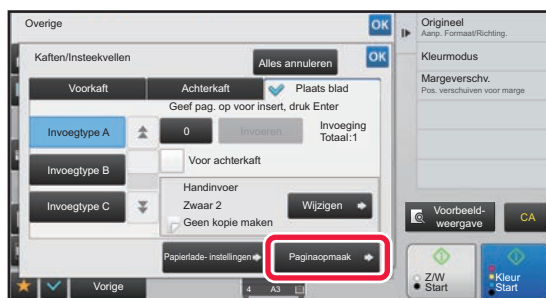 Overige
OK
Kaften/Insteekvellen
Alles annuleren
OK
Voorkaft
Achterkaft
Plaats blad
Geef pag. op voor insert, druk Enter
Invoegtype A
0
Invoeren
Invoeging
Totaal:1
Invoegtype B
Voor achterkaft
Invoegtype C
Handinvoer
Zwaar 2
Geen kopie maken
Wijzigen
Papierlade- instellingen
Paginaopmaak
Vorige
4
A3
Origineel
Aanp. Formaat/Richting.
Kleurmodus
Margeverschv.
Pos. verschuiven voor marge
Voorbeeld-
weergave
CA
Z/W
Start
Kleur
Start